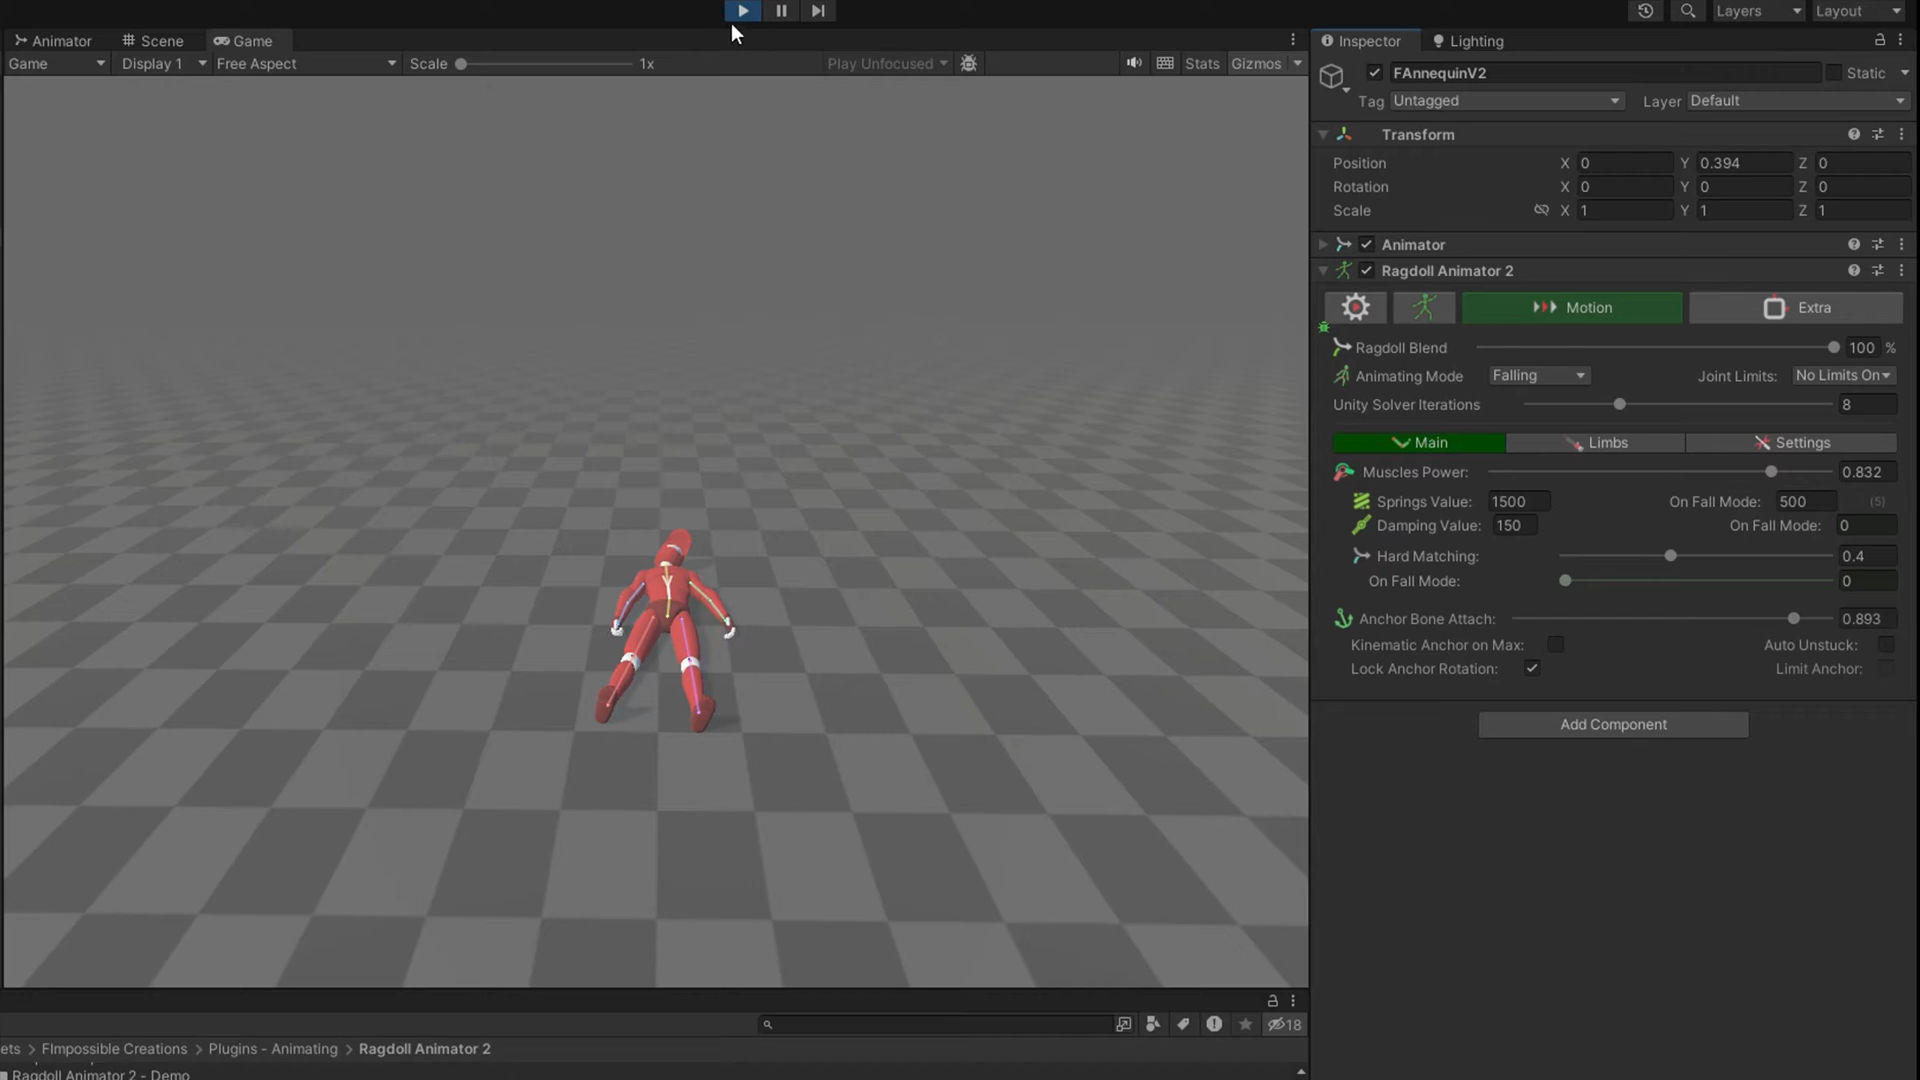 Layers
Layout
Animator
Scene
Game
Inspector
Lighting
Game
Display 1
Free Aspect
Scale
1x
Play Unfocused
Stats
Gizmos
FAnnequinV2
Static
Tag
Untagged
Layer
Default
Transform
Position
X 0 Y 0.394 Z 0
Rotation
X 0 Y 0 Z 0
Scale
X 1 Y 1 Z 1
Animator
Ragdoll Animator 2
Motion
Extra
Ragdoll Blend
100 %
Animating Mode
Falling
Joint Limits:
No Limits On
Unity Solver Iterations
8
Main
Limbs
Settings
Muscles Power:
0.832
Springs Value: 1500
On Fall Mode: 500
(5)
Damping Value: 150
On Fall Mode: 0
Hard Matching:
0.4
On Fall Mode:
0
Anchor Bone Attach:
0.893
Kinematic Anchor on Max:
Auto Unstuck:
Lock Anchor Rotation:
Limit Anchor:
Add Component
18
ets > FImpossible Creations > Plugins - Animating > Ragdoll Animator 2
Ragdoll Animator 2 - Demo